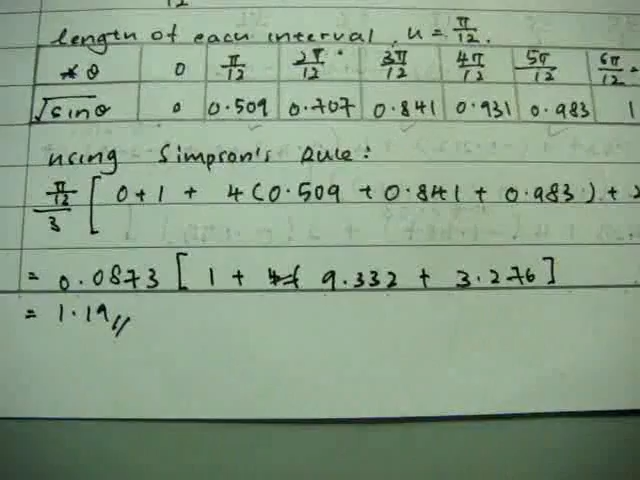 12
length of each interval, h = π/12.
θ 0 π/12 2π/12 3π/12 4π/12 5π/12 6π/12 =
√sinθ 0 0.509 0.707 0.841 0.931 0.983 1
using Simpson's Rule:
π/12/3 [ 0+1 + 4(0.509 + 0.841 + 0.983) + 2
= 0.0873 [ 1 + 9.332 + 3.276 ]
= 1.19 //